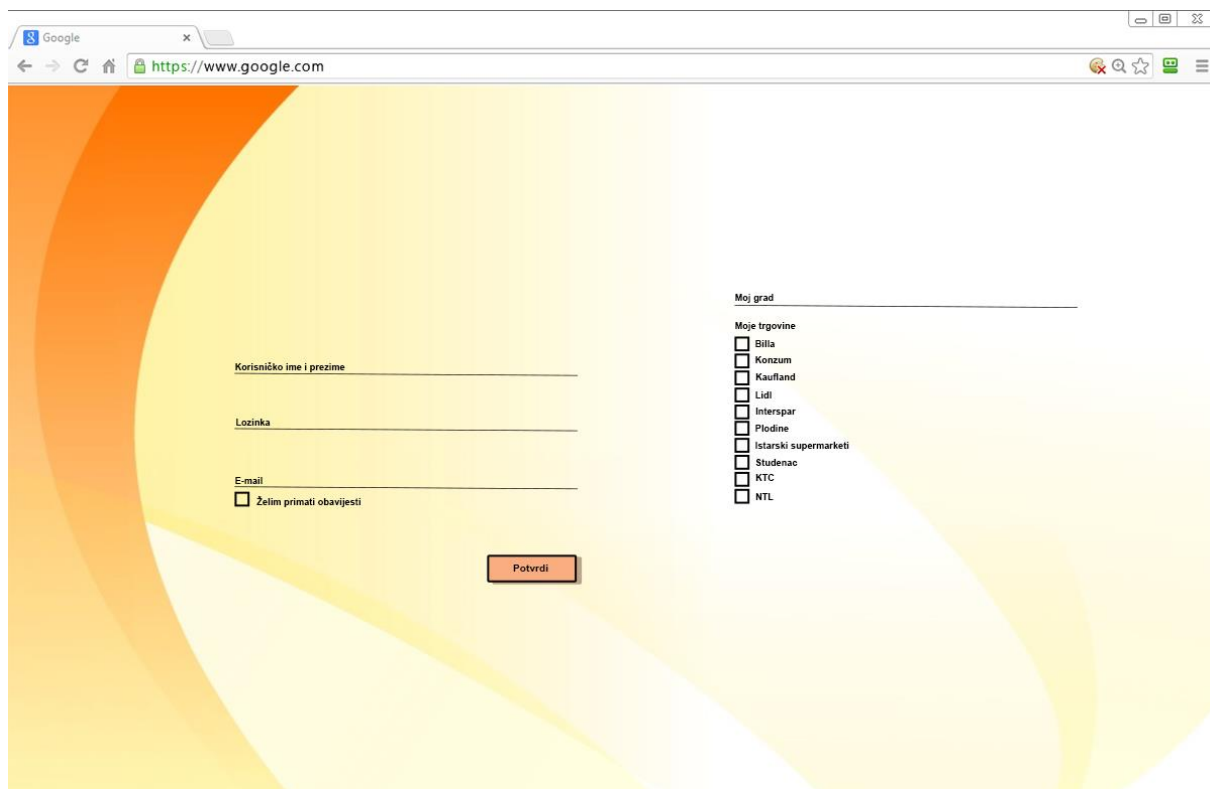 Google
https://www.google.com
Korisničko ime i prezime
Lozinka
E-mail
Želim primati obavijesti
Potvrdi
Moj grad
Moje trgovine
Billa
Konzum
Kaufland
Lidl
Interspar
Plodine
Istarski supermarketi
Studenac
KTC
NTL